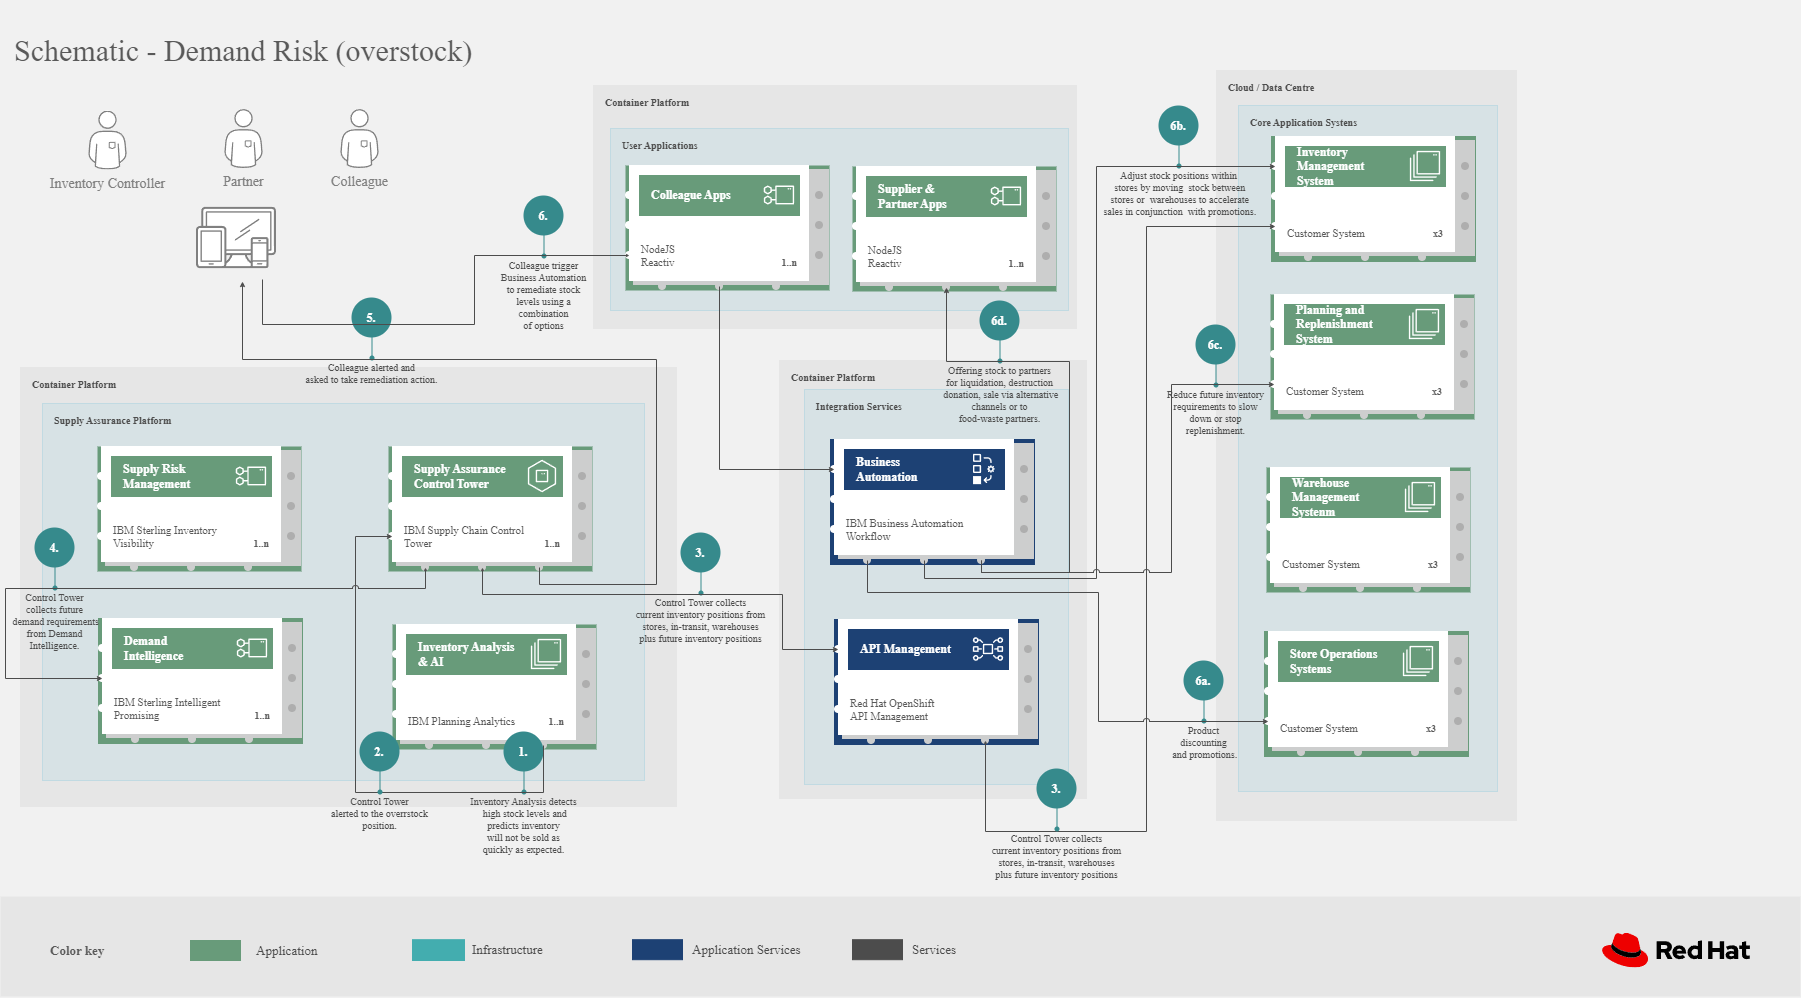 Schematic - Demand Risk (overstock)
Inventory Controller
Partner
Colleague
Container Platform
User Applications
Colleague Apps
NodeJS
Reactiv
1..n
Supplier &
Partner Apps
NodeJS
Reactiv
1..n
6.
Colleague trigger
Business Automation
to remediate stock
levels using a
combination
of options
5.
Colleague alerted and
asked to take remediation action.
6d.
Offering stock to partners
for liquidation, destruction
donation, sale via alternative
channels or to
food-waste partners.
6b.
Adjust stock positions within
stores by moving stock between
stores or warehouses to accelerate
sales in conjunction with promotions.
6c.
Reduce future inventory
requirements to slow
down or stop
replenishment.
Cloud / Data Centre
Core Application Systens
Inventory
Management
System
Customer System
x3
Planning and
Replenishment
System
Customer System
x3
Warehouse
Management
Systenm
Customer System
x3
Store Operations
Systems
Customer System
x3
6a.
Product
discounting
and promotions.
Container Platform
Supply Assurance Platform
Supply Risk
Management
IBM Sterling Inventory
Visibility
1..n
Supply Assurance
Control Tower
IBM Supply Chain Control
Tower
1..n
4.
Control Tower
collects future
demand requirements
from Demand
Intelligence.
Demand
Intelligence
IBM Sterling Intelligent
Promising
1..n
Inventory Analysis
& AI
IBM Planning Analytics
1..n
2.
Control Tower
alerted to the overrstock
position.
1.
Inventory Analysis detects
high stock levels and
predicts inventory
will not be sold as
quickly as expected.
3.
Control Tower collects
current inventory positions from
stores, in-transit, warehouses
plus future inventory positions
Container Platform
Integration Services
Business
Automation
IBM Business Automation
Workflow
API Management
Red Hat OpenShift
API Management
3.
Control Tower collects
current inventory positions from
stores, in-transit, warehouses
plus future inventory positions
Color key
Application
Infrastructure
Application Services
Services
Red Hat